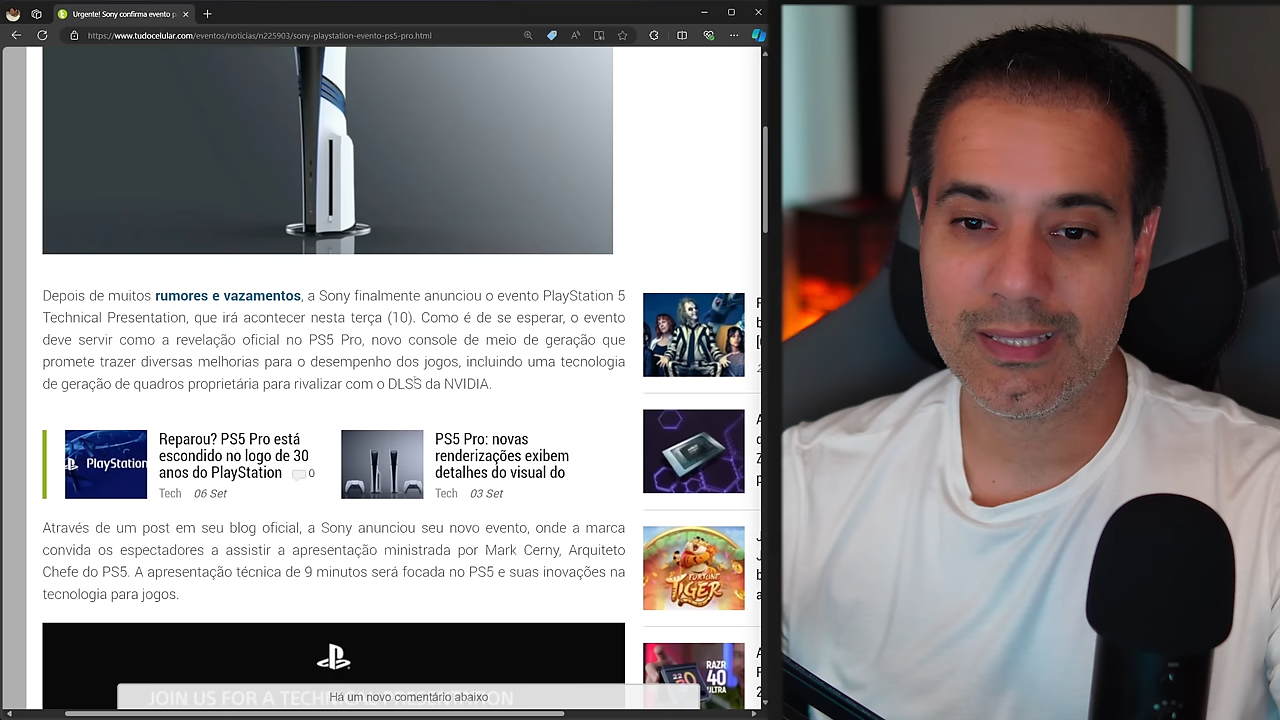 Urgente! Sony confirma evento p
https://www.tudocelular.com/eventos/noticias/n225903/sony-playstation-evento-ps5-pro.html
Depois de muitos rumores e vazamentos, a Sony finalmente anunciou o evento PlayStation 5
Technical Presentation, que irá acontecer nesta terça (10). Como é de se esperar, o evento
deve servir como a revelação oficial no PS5 Pro, novo console de meio de geração que
promete trazer diversas melhorias para o desempenho dos jogos, incluindo uma tecnologia
de geração de quadros proprietária para rivalizar com o DLSS da NVIDIA.
PlayStation
Reparou? PS5 Pro está
escondido no logo de 30
anos do PlayStation 0
Tech 06 Set
PS5 Pro: novas
renderizações exibem
detalhes do visual do
Tech 03 Set
Através de um post em seu blog oficial, a Sony anunciou seu novo evento, onde a marca
convida os espectadores a assistir a apresentação ministrada por Mark Cerny, Arquiteto
Chefe do PS5. A apresentação técnica de 9 minutos será focada no PS5 e suas inovações na
tecnologia para jogos.
JOIN US FOR A TECHNICAL
Há um novo comentário abaixo
FORTUNE
TIGER
RAZR
40
ULTRA